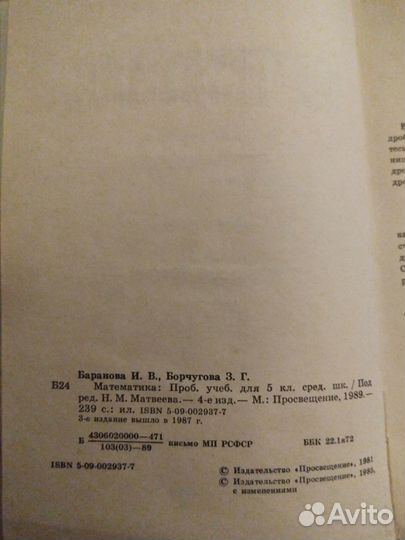 Баранова И. В., Борчугова З. Г.
Б24 Математика: Проб. учеб. для 5 кл. сред. шк. / Под
ред. Н. М. Матвеева.— 4-е изд.— М.: Просвещение, 1989.—
239 с.: ил. ISBN 5-09-002937-7
3-е издание вышло в 1987 г.
Б 4306020000—471
103(03)—89 письмо МП РСФСР ББК 22.1я72
ISBN 5-09-002937-7
© Издательство «Просвещение», 1981
© Издательство «Просвещение», 1985,
с изменениями
Avito